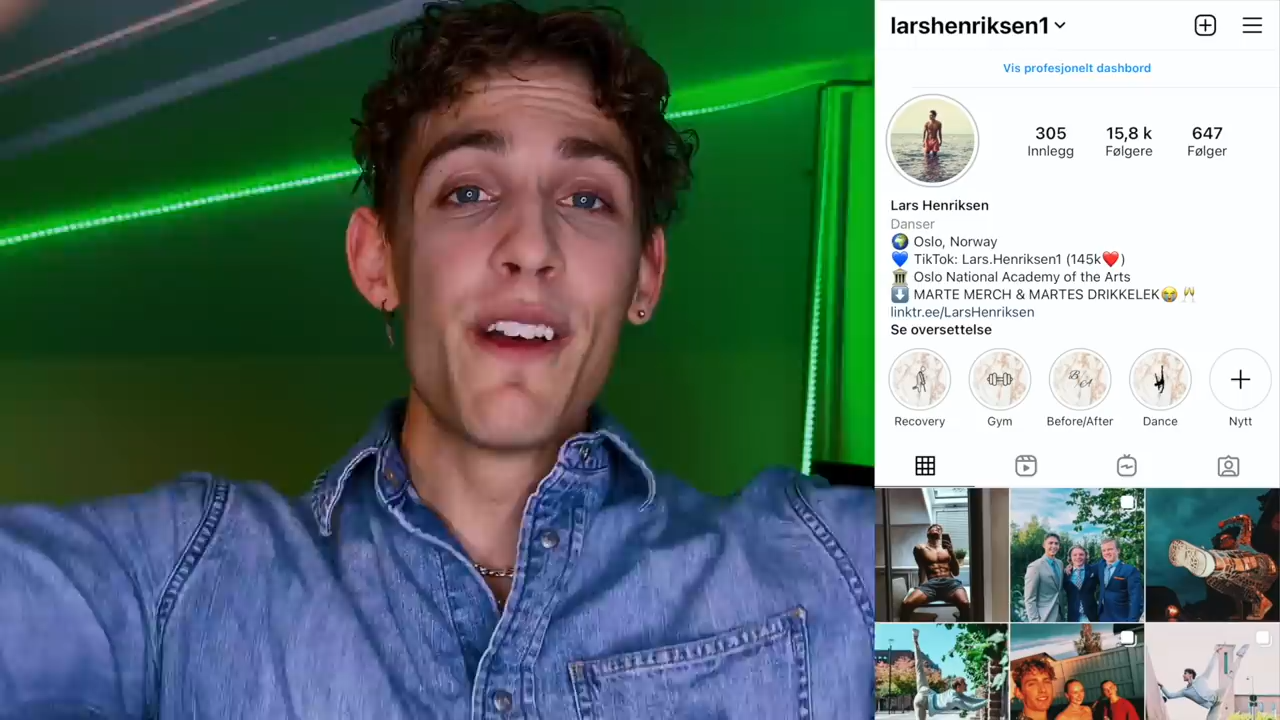 larshenriksen1
Vis profesjonelt dashbord
305 15,8 k 647
Innlegg Følgere Følger
Lars Henriksen
Danser
🌍 Oslo, Norway
💙 TikTok: Lars.Henriksen1 (145k❤️)
🏛 Oslo National Academy of the Arts
⬇️ MARTE MERCH & MARTES DRIKKELEK😭🥂
linktr.ee/LarsHenriksen
Se oversettelse
B/A
Recovery Gym Before/After Dance Nytt